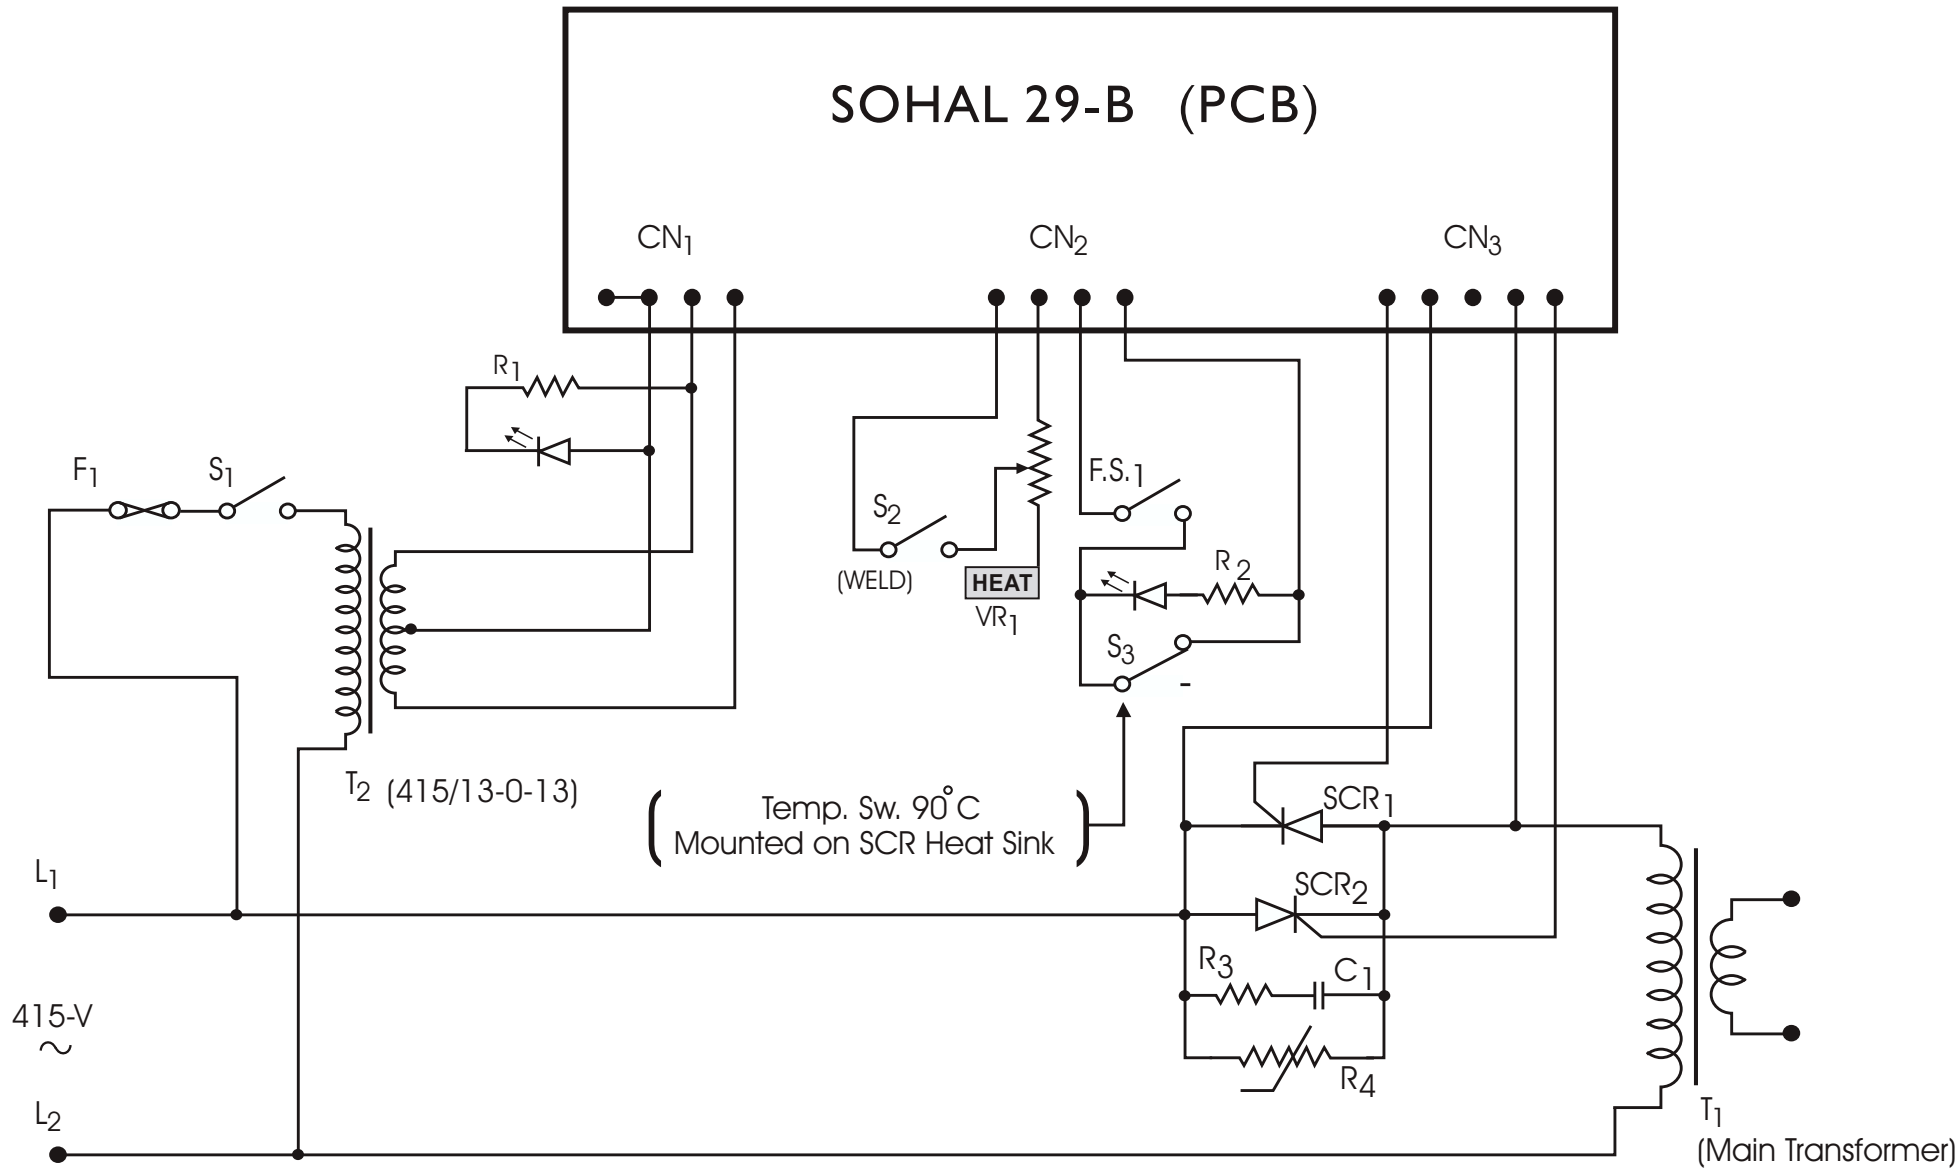 SOHAL 29-B (PCB)
CN1
CN2
CN3
R1
F1
S1
S2
(WELD)
HEAT
VR1
F.S.1
R2
S3
T2 (415/13-0-13)
Temp. Sw. 90°C
Mounted on SCR Heat Sink
SCR1
SCR2
L1
R3
C1
415-V
R4
L2
T1
(Main Transformer)